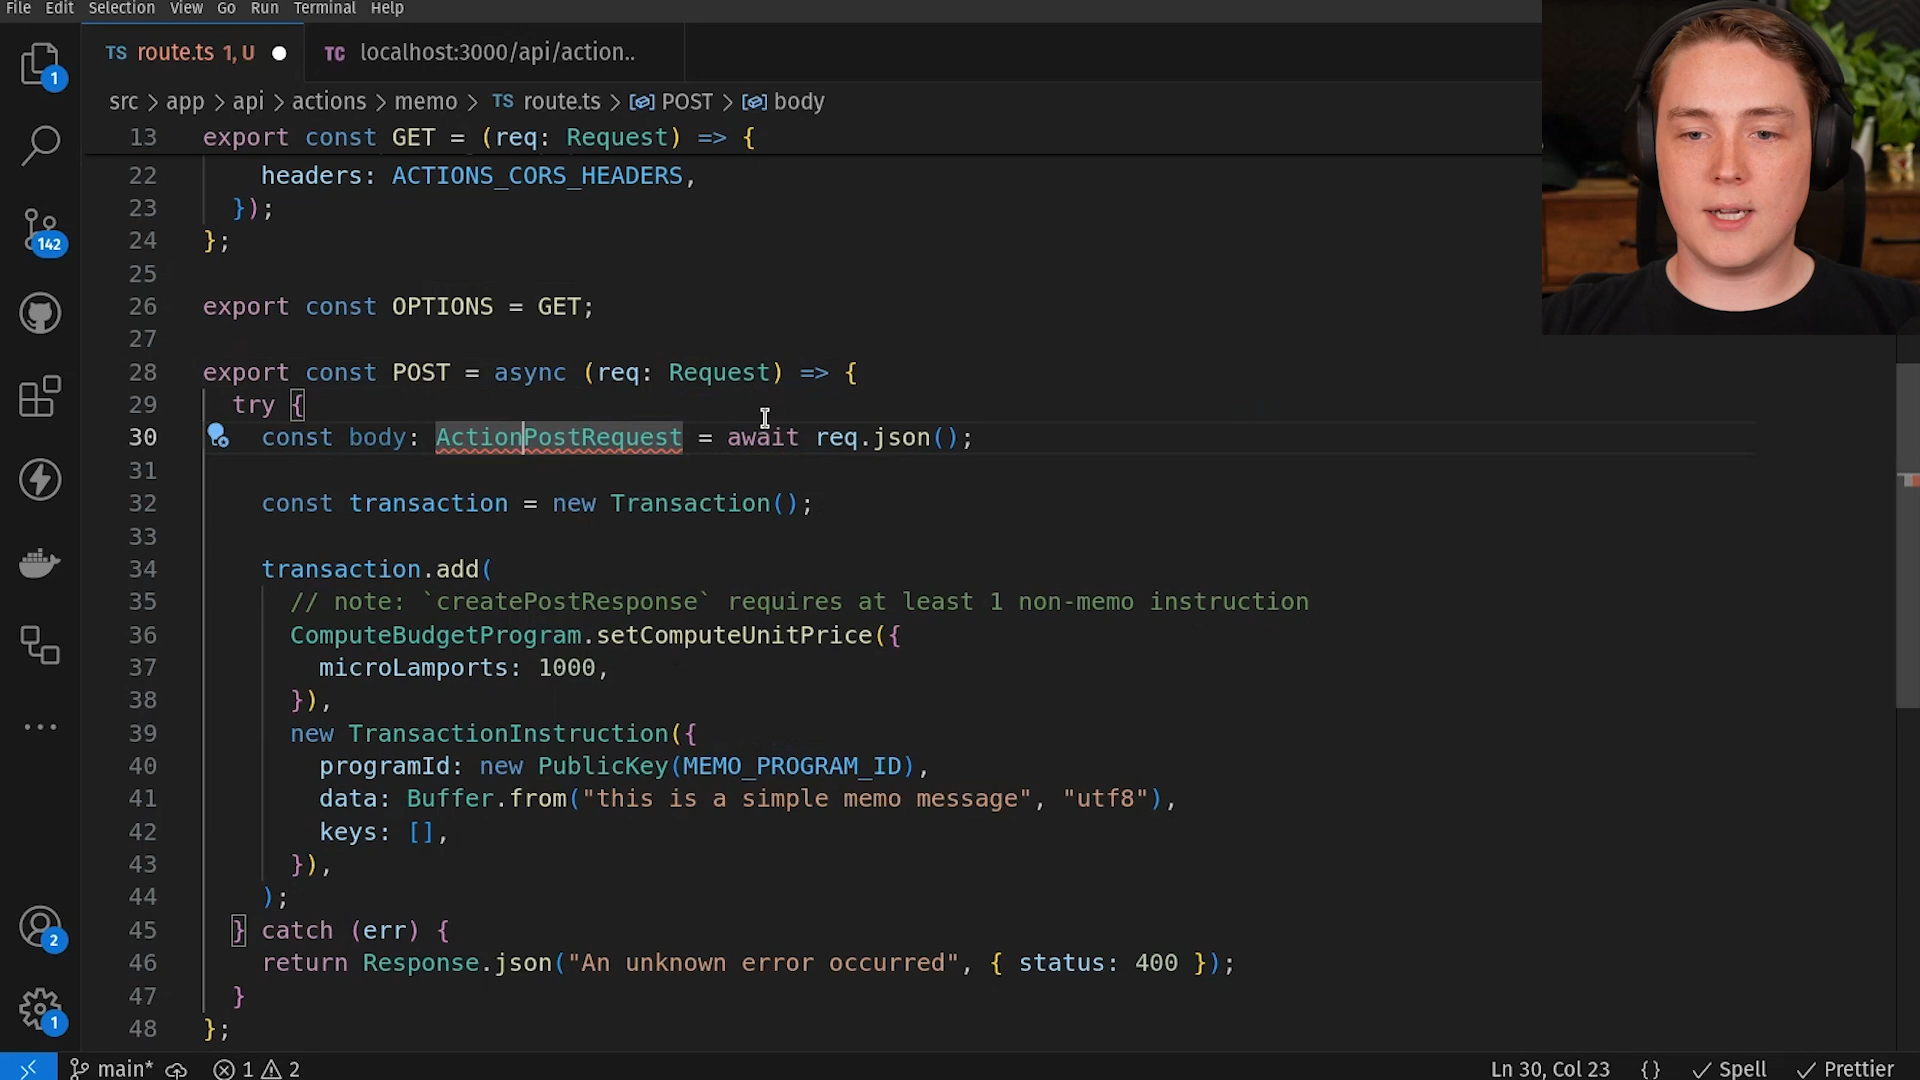 File Edit Selection View Go Run Terminal Help
TS route.ts 1, U TC localhost:3000/api/action..
src > app > api > actions > memo > TS route.ts > POST > body
13 export const GET = (req: Request) => {
22 headers: ACTIONS_CORS_HEADERS,
23 });
24 };
25
26 export const OPTIONS = GET;
27
28 export const POST = async (req: Request) => {
29 try {
30 const body: ActionPostRequest = await req.json();
31
32 const transaction = new Transaction();
33
34 transaction.add(
35 // note: `createPostResponse` requires at least 1 non-memo instruction
36 ComputeBudgetProgram.setComputeUnitPrice({
37 microLamports: 1000,
38 }),
39 new TransactionInstruction({
40 programId: new PublicKey(MEMO_PROGRAM_ID),
41 data: Buffer.from("this is a simple memo message", "utf8"),
42 keys: [],
43 }),
44 );
45 } catch (err) {
46 return Response.json("An unknown error occurred", { status: 400 });
47 }
48 };
1
142
2
1
main* 1 2 Ln 30, Col 23 {} Spell Prettier